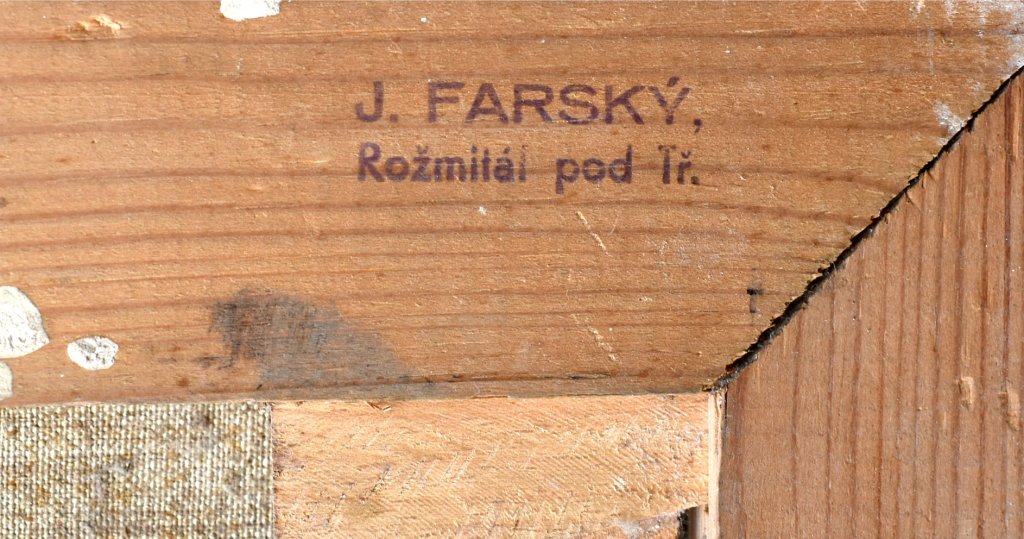 J. FARSKÝ,
Rožmitál pod Tř.